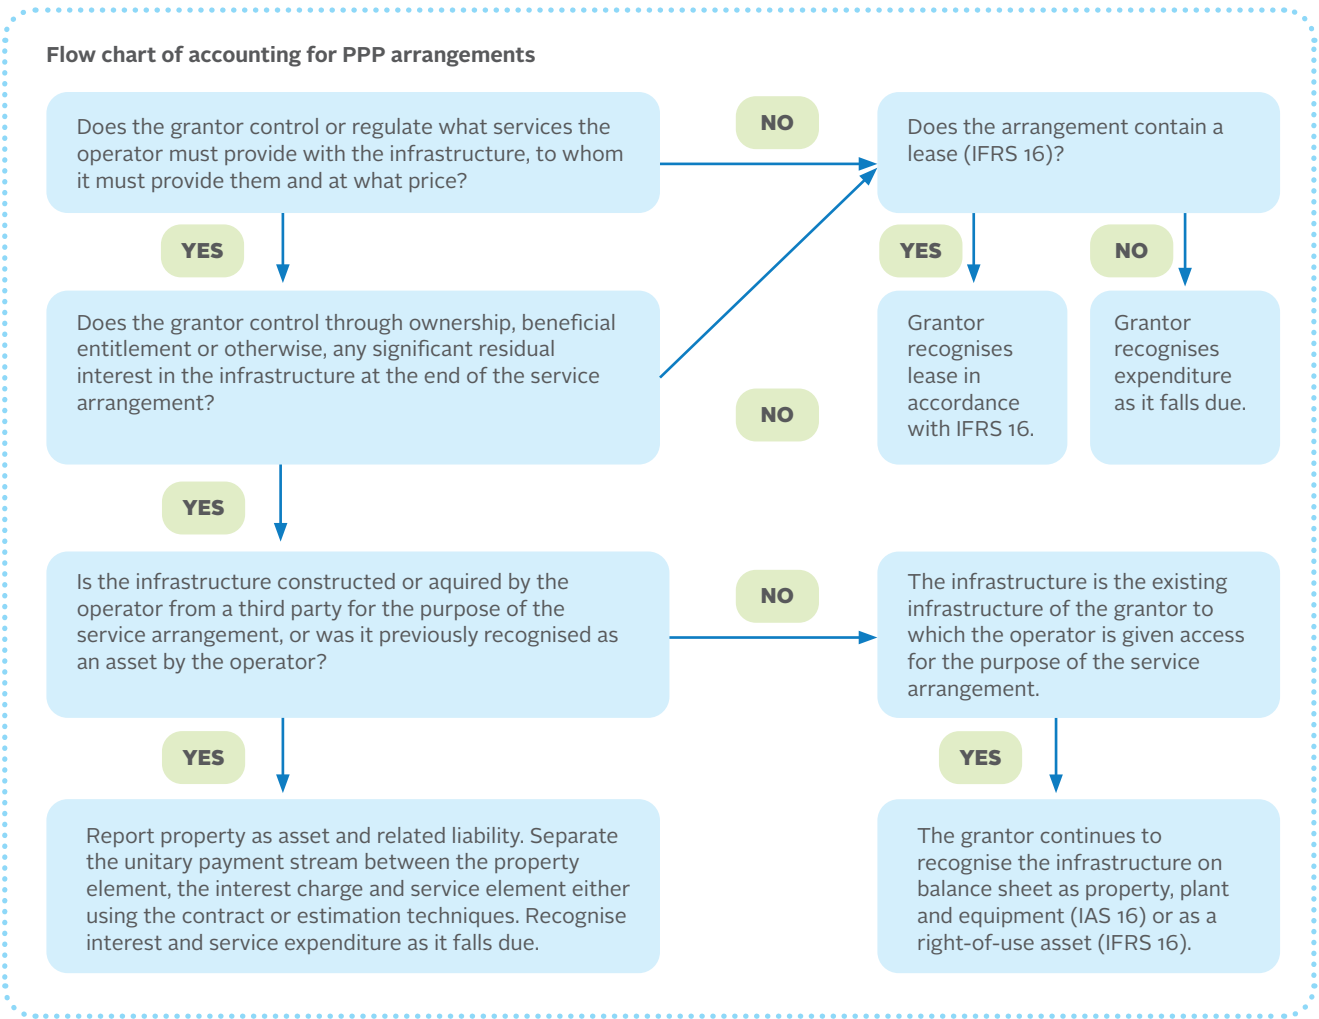 Flow chart of accounting for PPP arrangements
Does the grantor control or regulate what services the
operator must provide with the infrastructure, to whom
it must provide them and at what price?
NO
Does the arrangement contain a
lease (IFRS 16)?
YES
YES
NO
Does the grantor control through ownership, beneficial
entitlement or otherwise, any significant residual
interest in the infrastructure at the end of the service
arrangement?
NO
Grantor
recognises
lease in
accordance
with IFRS 16.
Grantor
recognises
expenditure
as it falls due.
YES
Is the infrastructure constructed or aquired by the
operator from a third party for the purpose of the
service arrangement, or was it previously recognised as
an asset by the operator?
NO
The infrastructure is the existing
infrastructure of the grantor to
which the operator is given access
for the purpose of the service
arrangement.
YES
YES
Report property as asset and related liability. Separate
the unitary payment stream between the property
element, the interest charge and service element either
using the contract or estimation techniques. Recognise
interest and service expenditure as it falls due.
The grantor continues to
recognise the infrastructure on
balance sheet as property, plant
and equipment (IAS 16) or as a
right-of-use asset (IFRS 16).